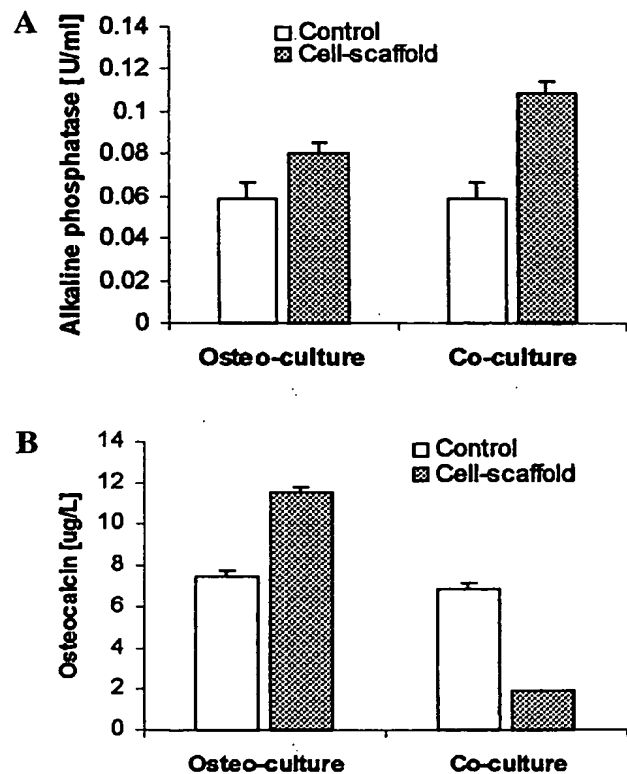 A
Alkaline phosphatase [U/ml]
0.14
0.12
0.1
0.08
0.06
0.04
0.02
0
Control
Cell-scaffold
Osteo-culture
Co-culture
B
Osteocalcin [ug/L]
14
12
10
8
6
4
2
0
Control
Cell-scaffold
Osteo-culture
Co-culture